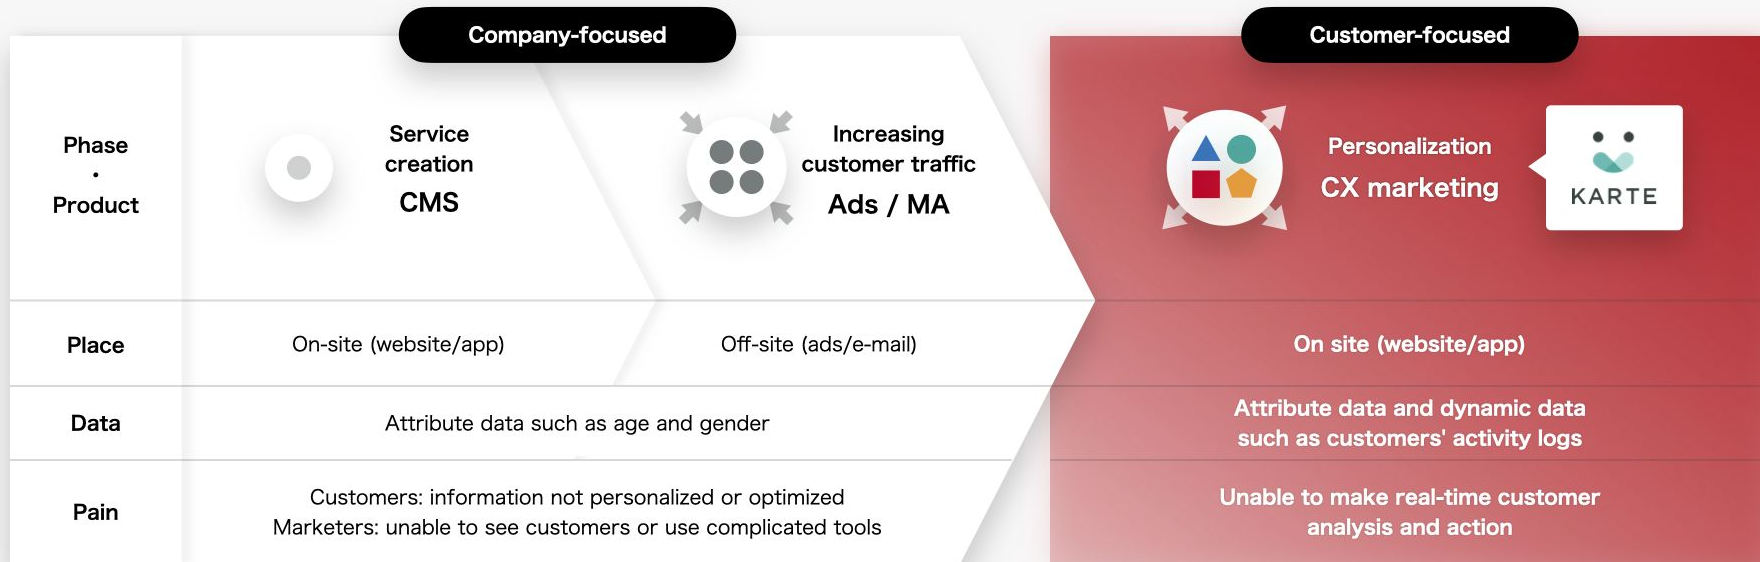 Company-focused
Customer-focused
Phase
・
Product
Service
creation
CMS
Increasing
customer traffic
Ads / MA
Personalization
CX marketing
KARTE
Place
On-site (website/app)
Off-site (ads/e-mail)
On site (website/app)
Data
Attribute data such as age and gender
Attribute data and dynamic data
such as customers' activity logs
Pain
Customers: information not personalized or optimized
Marketers: unable to see customers or use complicated tools
Unable to make real-time customer
analysis and action